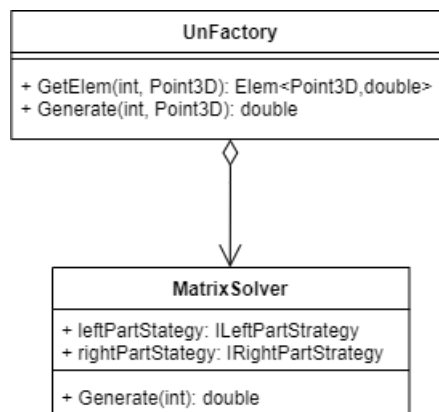 UnFactory
+ GetElem(int, Point3D): Elem<Point3D,double>
+ Generate(int, Point3D): double
MatrixSolver
+ leftPartStategy: ILeftPartStrategy
+ rightPartStategy: IRightPartStrategy
+ Generate(int): double